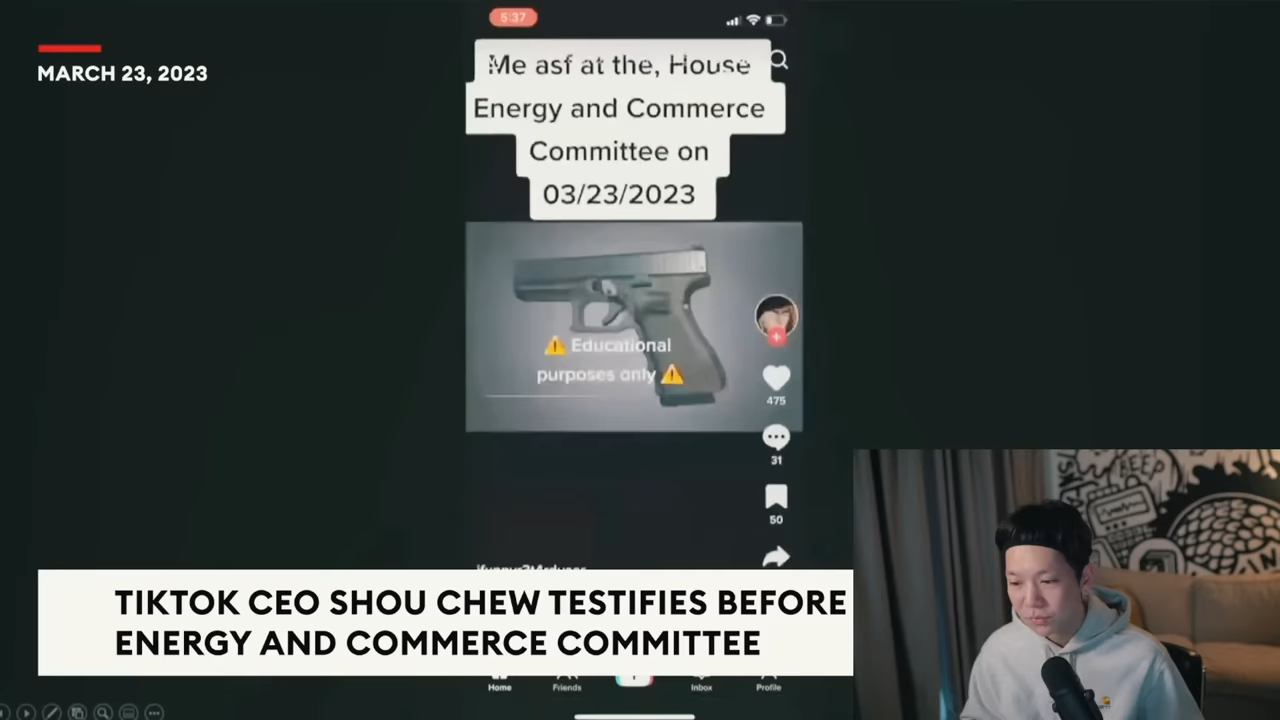 MARCH 23, 2023
5:37
Me asf at the, House
Energy and Commerce
Committee on
03/23/2023
⚠️ Educational
purposes only ⚠️
475
31
50
TIKTOK CEO SHOU CHEW TESTIFIES BEFORE
ENERGY AND COMMERCE COMMITTEE
Home
Friends
Inbox
Profile
KEEP